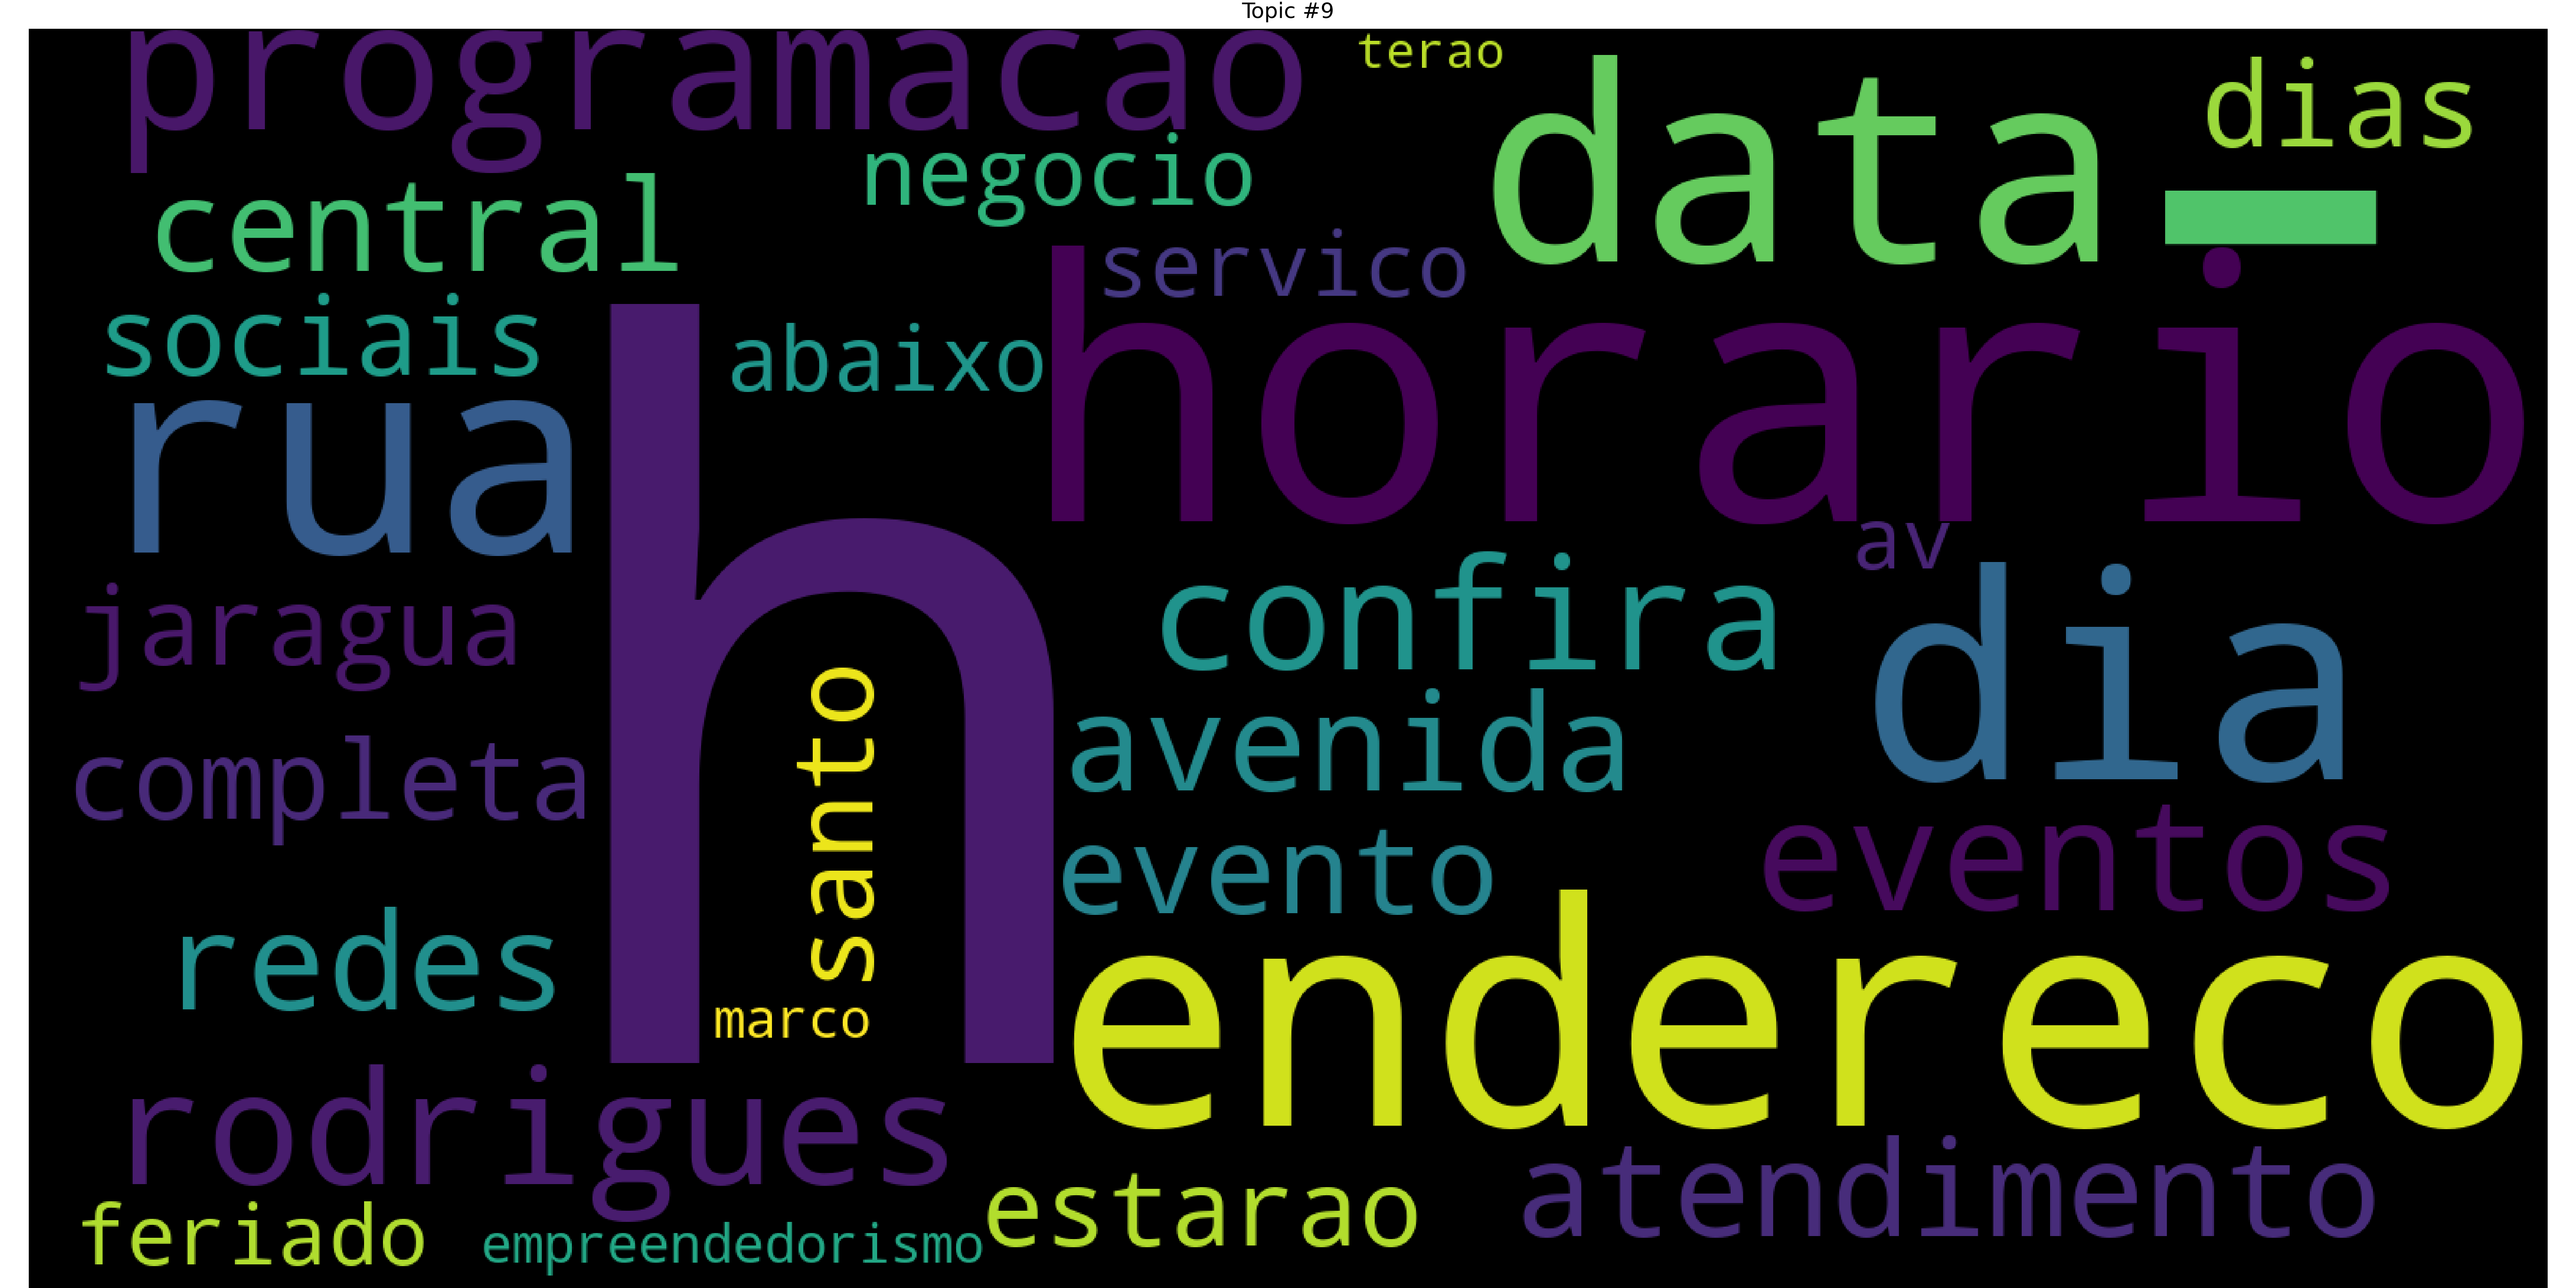 Topic #9
programacao
terao
data
dias
–
central
negocio
servico
horario
sociais
abaixo
rua
h
av
confira
dia
jaragua
santo
avenida
completa
evento
eventos
redes
marco
endereco
rodrigues
atendimento
feriado
empreendedorismo
estarao